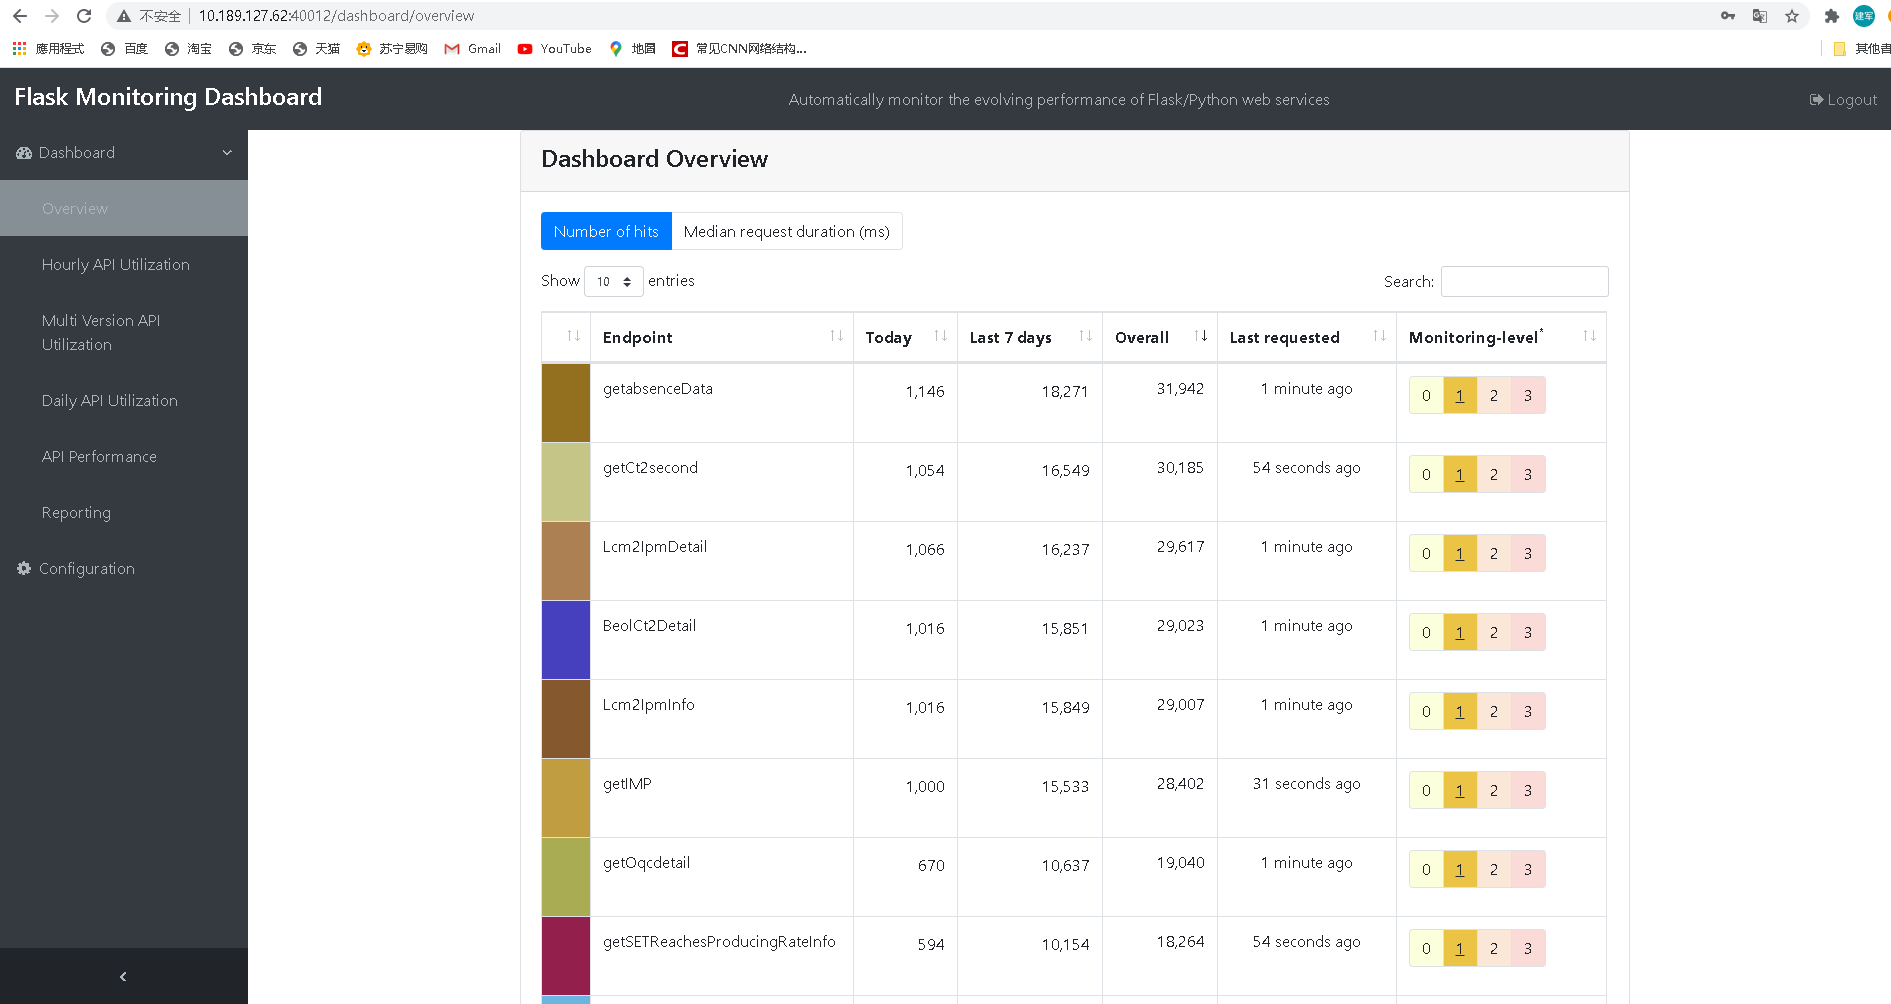 不安全 10.189.127.62:40012/dashboard/overview 建军
應用程式 百度 淘宝 京东 天猫 苏宁易购 Gmail YouTube 地圖 常见CNN网络结构... 其他書
Flask Monitoring Dashboard Automatically monitor the evolving performance of Flask/Python web services Logout
Dashboard
Overview
Hourly API Utilization
Multi Version API
Utilization
Daily API Utilization
API Performance
Reporting
Configuration
Dashboard Overview
Number of hits Median request duration (ms)
Show 10 entries Search:
Endpoint Today Last 7 days Overall Last requested Monitoring-level*
getabsenceData 1,146 18,271 31,942 1 minute ago 0 1 2 3
getCt2second 1,054 16,549 30,185 54 seconds ago 0 1 2 3
Lcm2IpmDetail 1,066 16,237 29,617 1 minute ago 0 1 2 3
BeolCt2Detail 1,016 15,851 29,023 1 minute ago 0 1 2 3
Lcm2IpmInfo 1,016 15,849 29,007 1 minute ago 0 1 2 3
getIMP 1,000 15,533 28,402 31 seconds ago 0 1 2 3
getOqcdetail 670 10,637 19,040 1 minute ago 0 1 2 3
getSETReachesProducingRateInfo 594 10,154 18,264 54 seconds ago 0 1 2 3